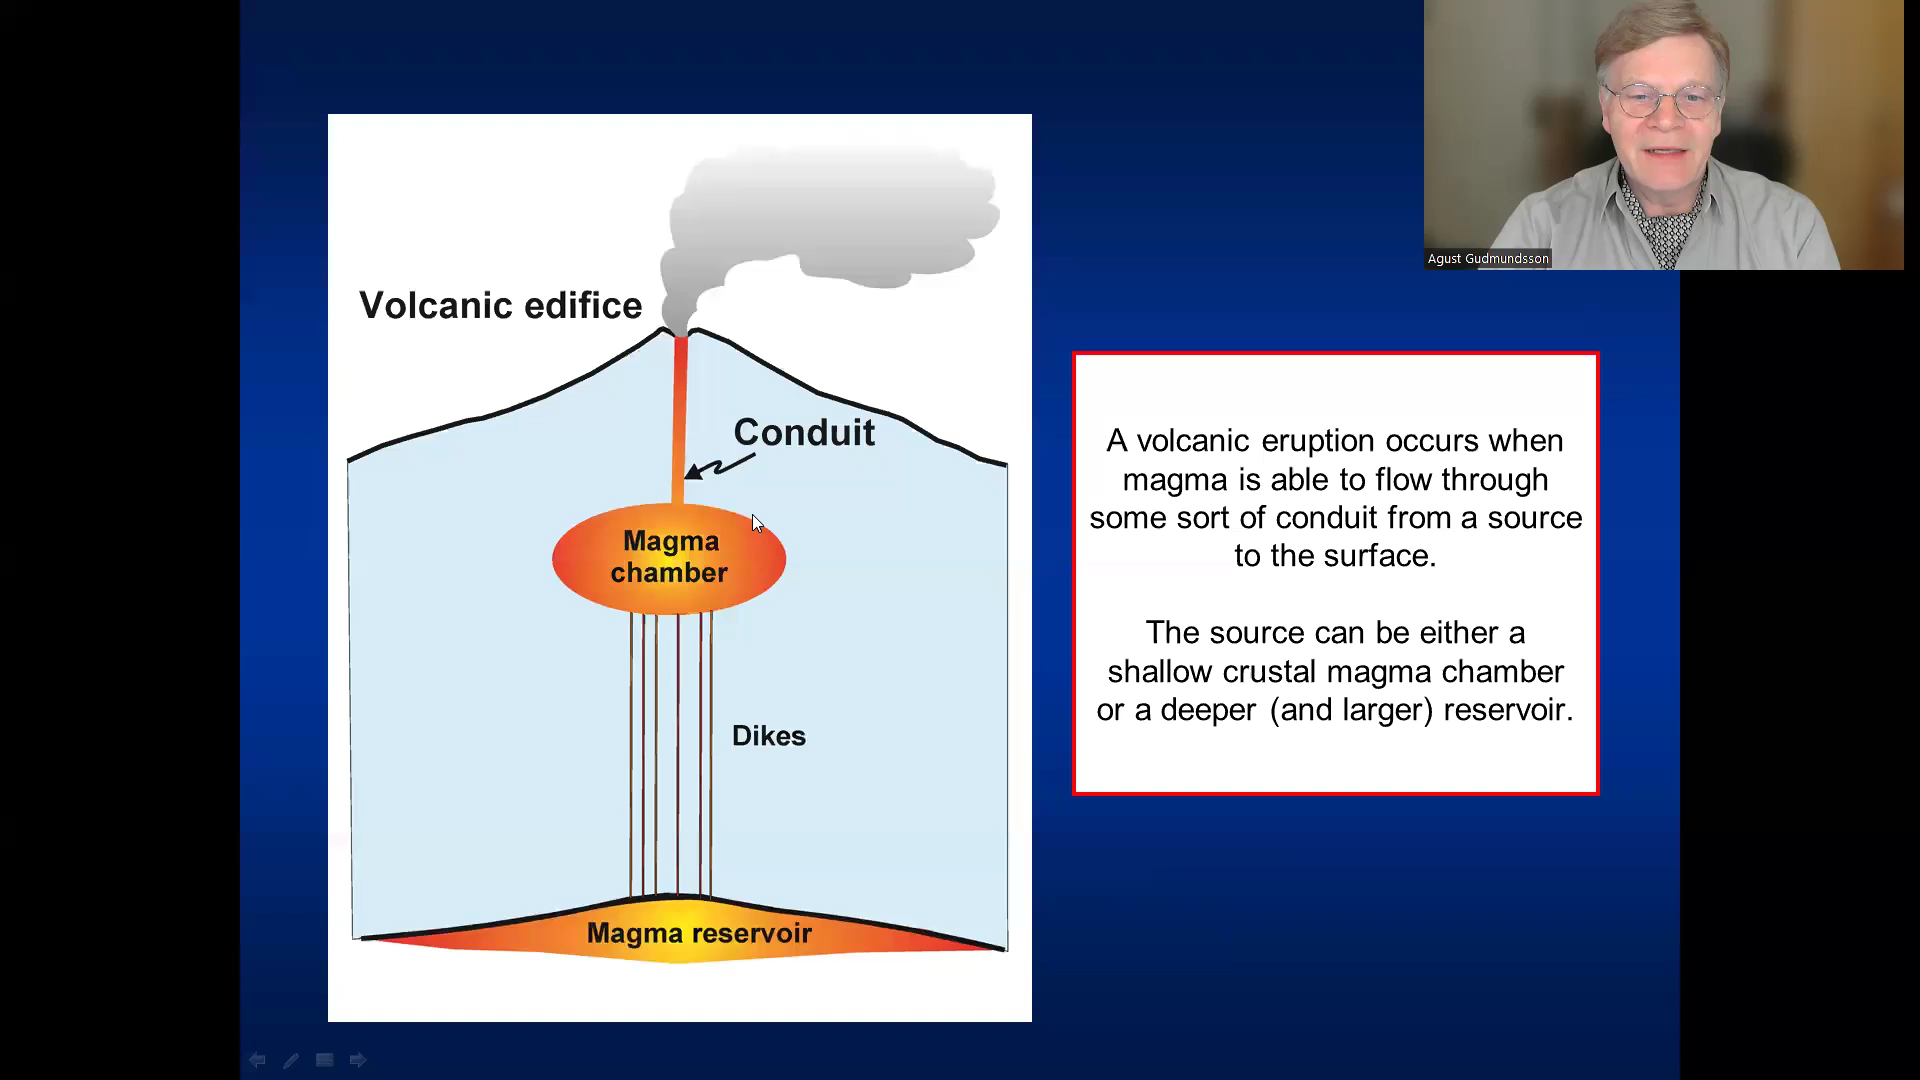 Agust Gudmundsson
Volcanic edifice
Conduit
Magma
chamber
Dikes
Magma reservoir
A volcanic eruption occurs when
magma is able to flow through
some sort of conduit from a source
to the surface.
The source can be either a
shallow crustal magma chamber
or a deeper (and larger) reservoir.